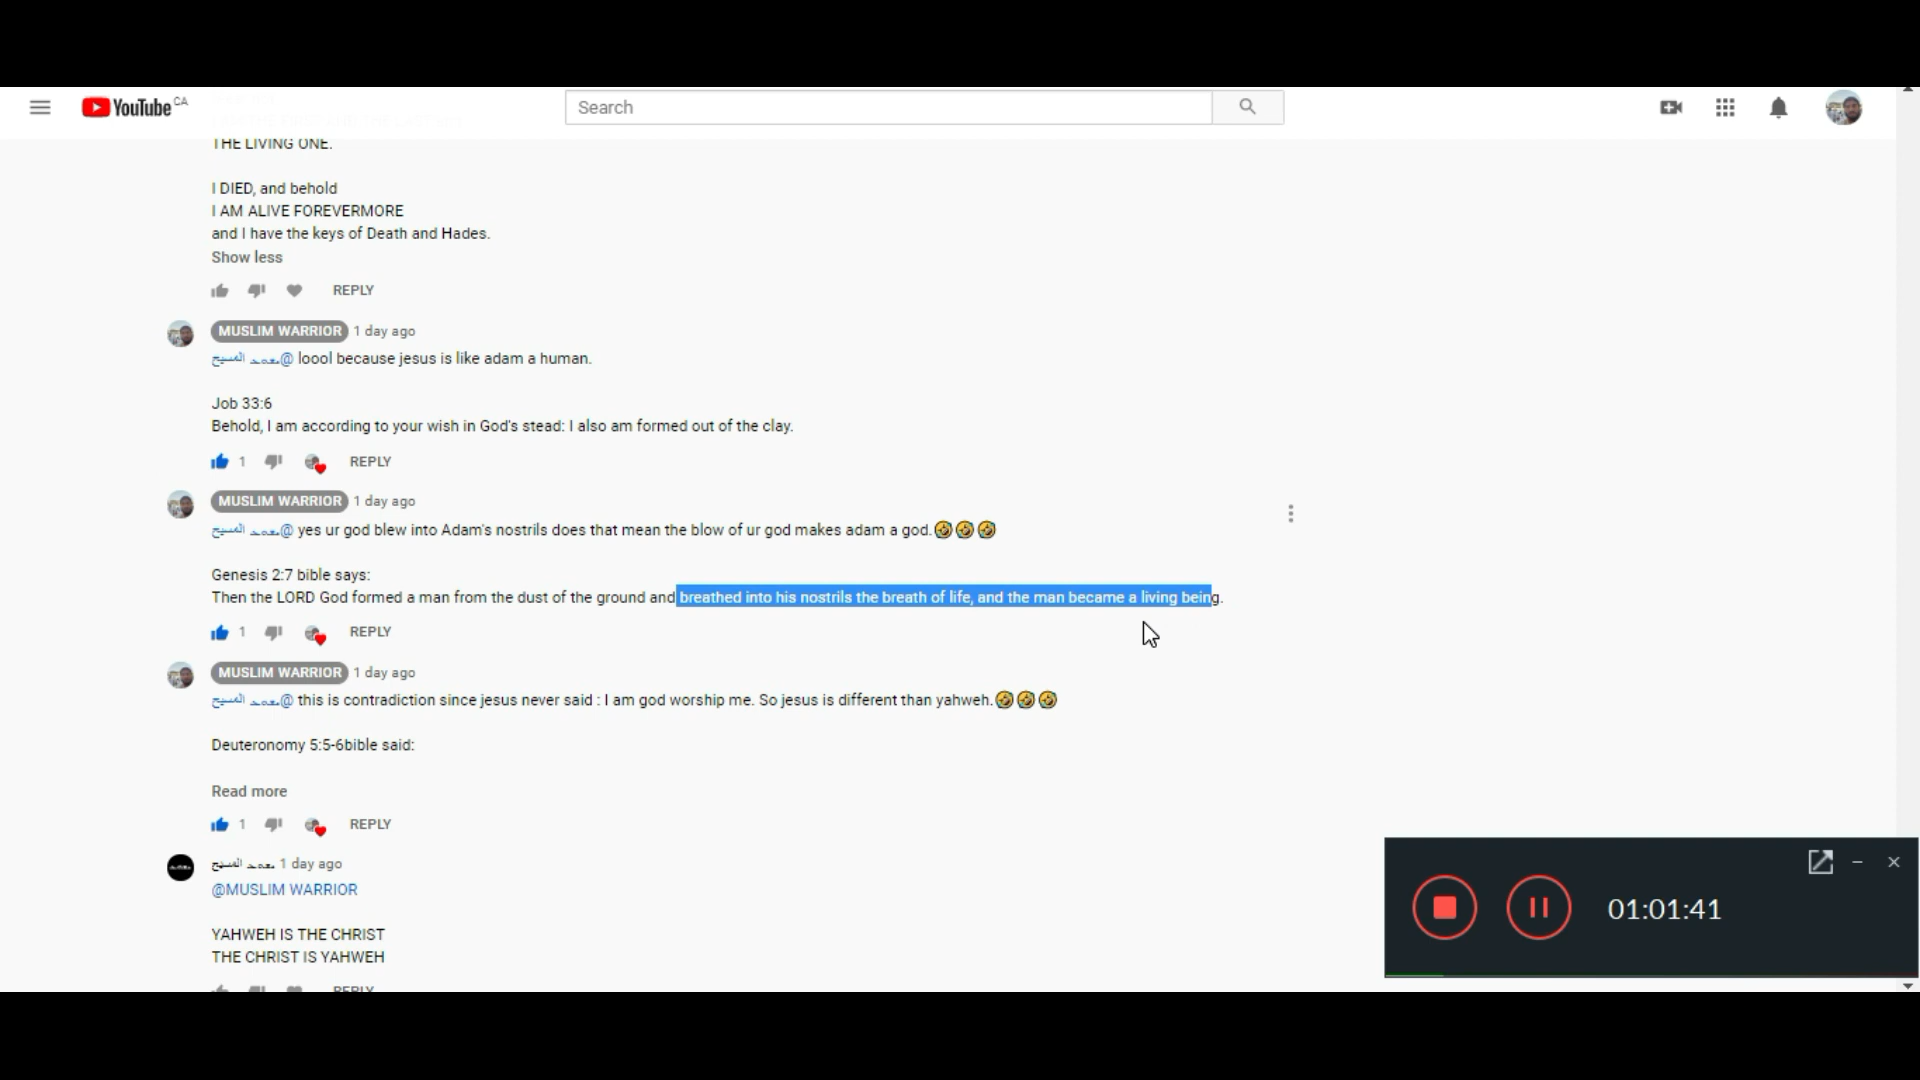 YouTube CA
Search
THE LIVING ONE.
I DIED, and behold
I AM ALIVE FOREVERMORE
and I have the keys of Death and Hades.
Show less
REPLY
MUSLIM WARRIOR 1 day ago
@ loool because jesus is like adam a human.
Job 33:6
Behold, I am according to your wish in God's stead: I also am formed out of the clay.
1 REPLY
MUSLIM WARRIOR 1 day ago
@ yes ur god blew into Adam's nostrils does that mean the blow of ur god makes adam a god.🤣🤣🤣
Genesis 2:7 bible says:
Then the LORD God formed a man from the dust of the ground and breathed into his nostrils the breath of life, and the man became a living being.
1 REPLY
MUSLIM WARRIOR 1 day ago
@ this is contradiction since jesus never said : I am god worship me. So jesus is different than yahweh.🤣🤣🤣
Deuteronomy 5:5-6bible said:
Read more
1 REPLY
المسيح 1 day ago
@MUSLIM WARRIOR
YAHWEH IS THE CHRIST
THE CHRIST IS YAHWEH
REPLY
01:01:41